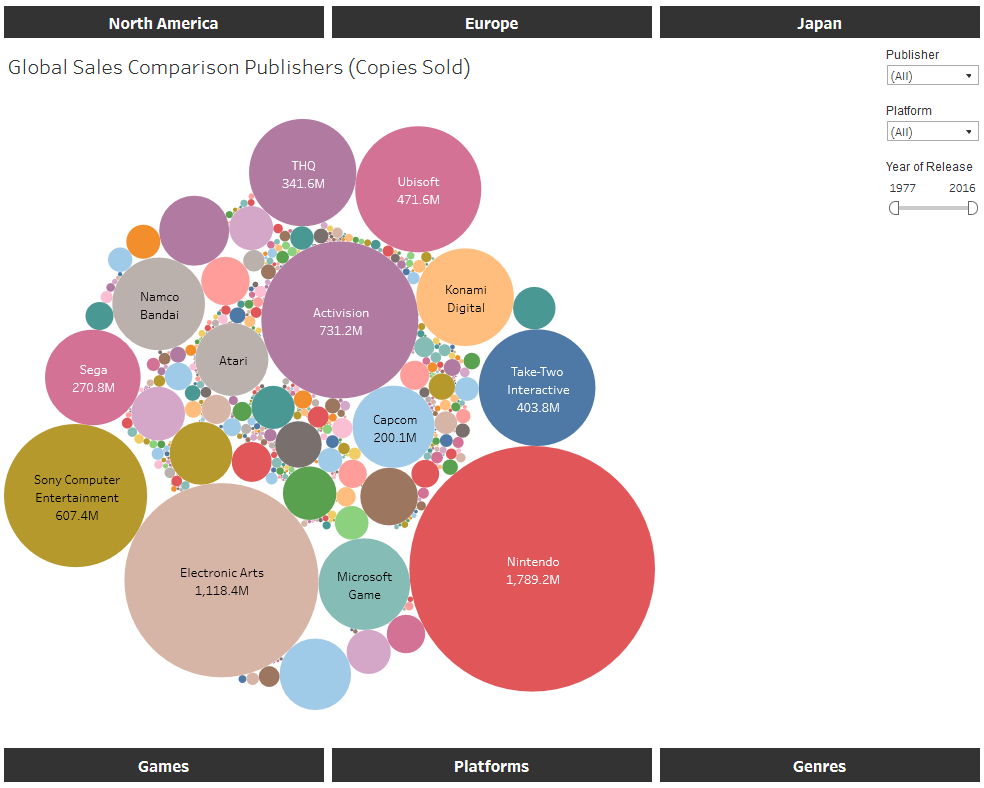 North America
Europe
Japan
Global Sales Comparison Publishers (Copies Sold)
Publisher
(All)
Platform
(All)
Year of Release
1977
2016
THQ
341.6M
Ubisoft
471.6M
Namco
Bandai
Konami
Digital
Activision
731.2M
Atari
Sega
270.8M
Take-Two
Interactive
403.8M
Capcom
200.1M
Sony Computer
Entertainment
607.4M
Electronic Arts
1,118.4M
Microsoft
Game
Nintendo
1,789.2M
Games
Platforms
Genres